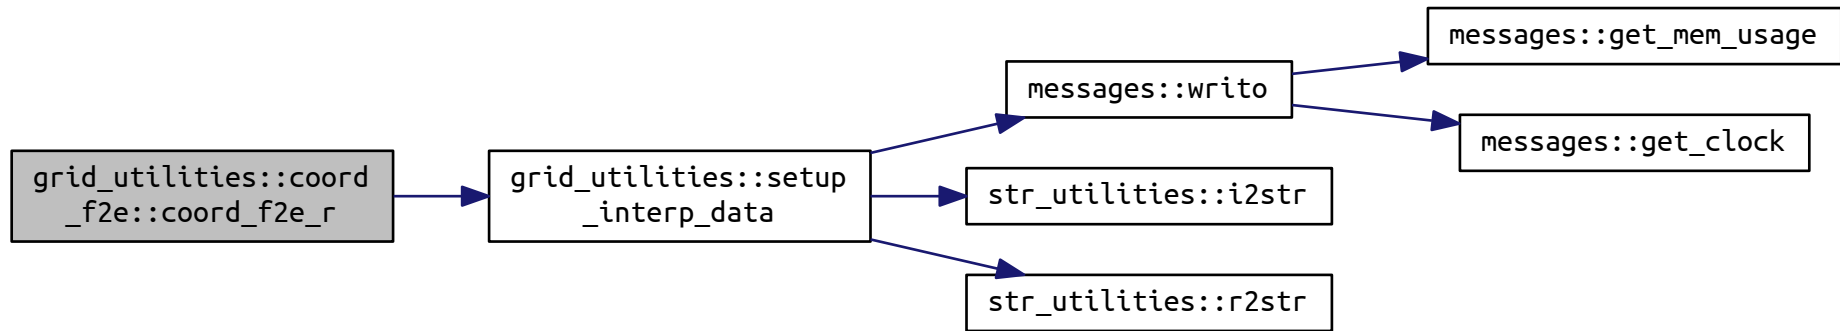 grid_utilities::coord
_f2e::coord_f2e_r
grid_utilities::setup
_interp_data
messages::writo
messages::get_mem_usage
messages::get_clock
str_utilities::i2str
str_utilities::r2str